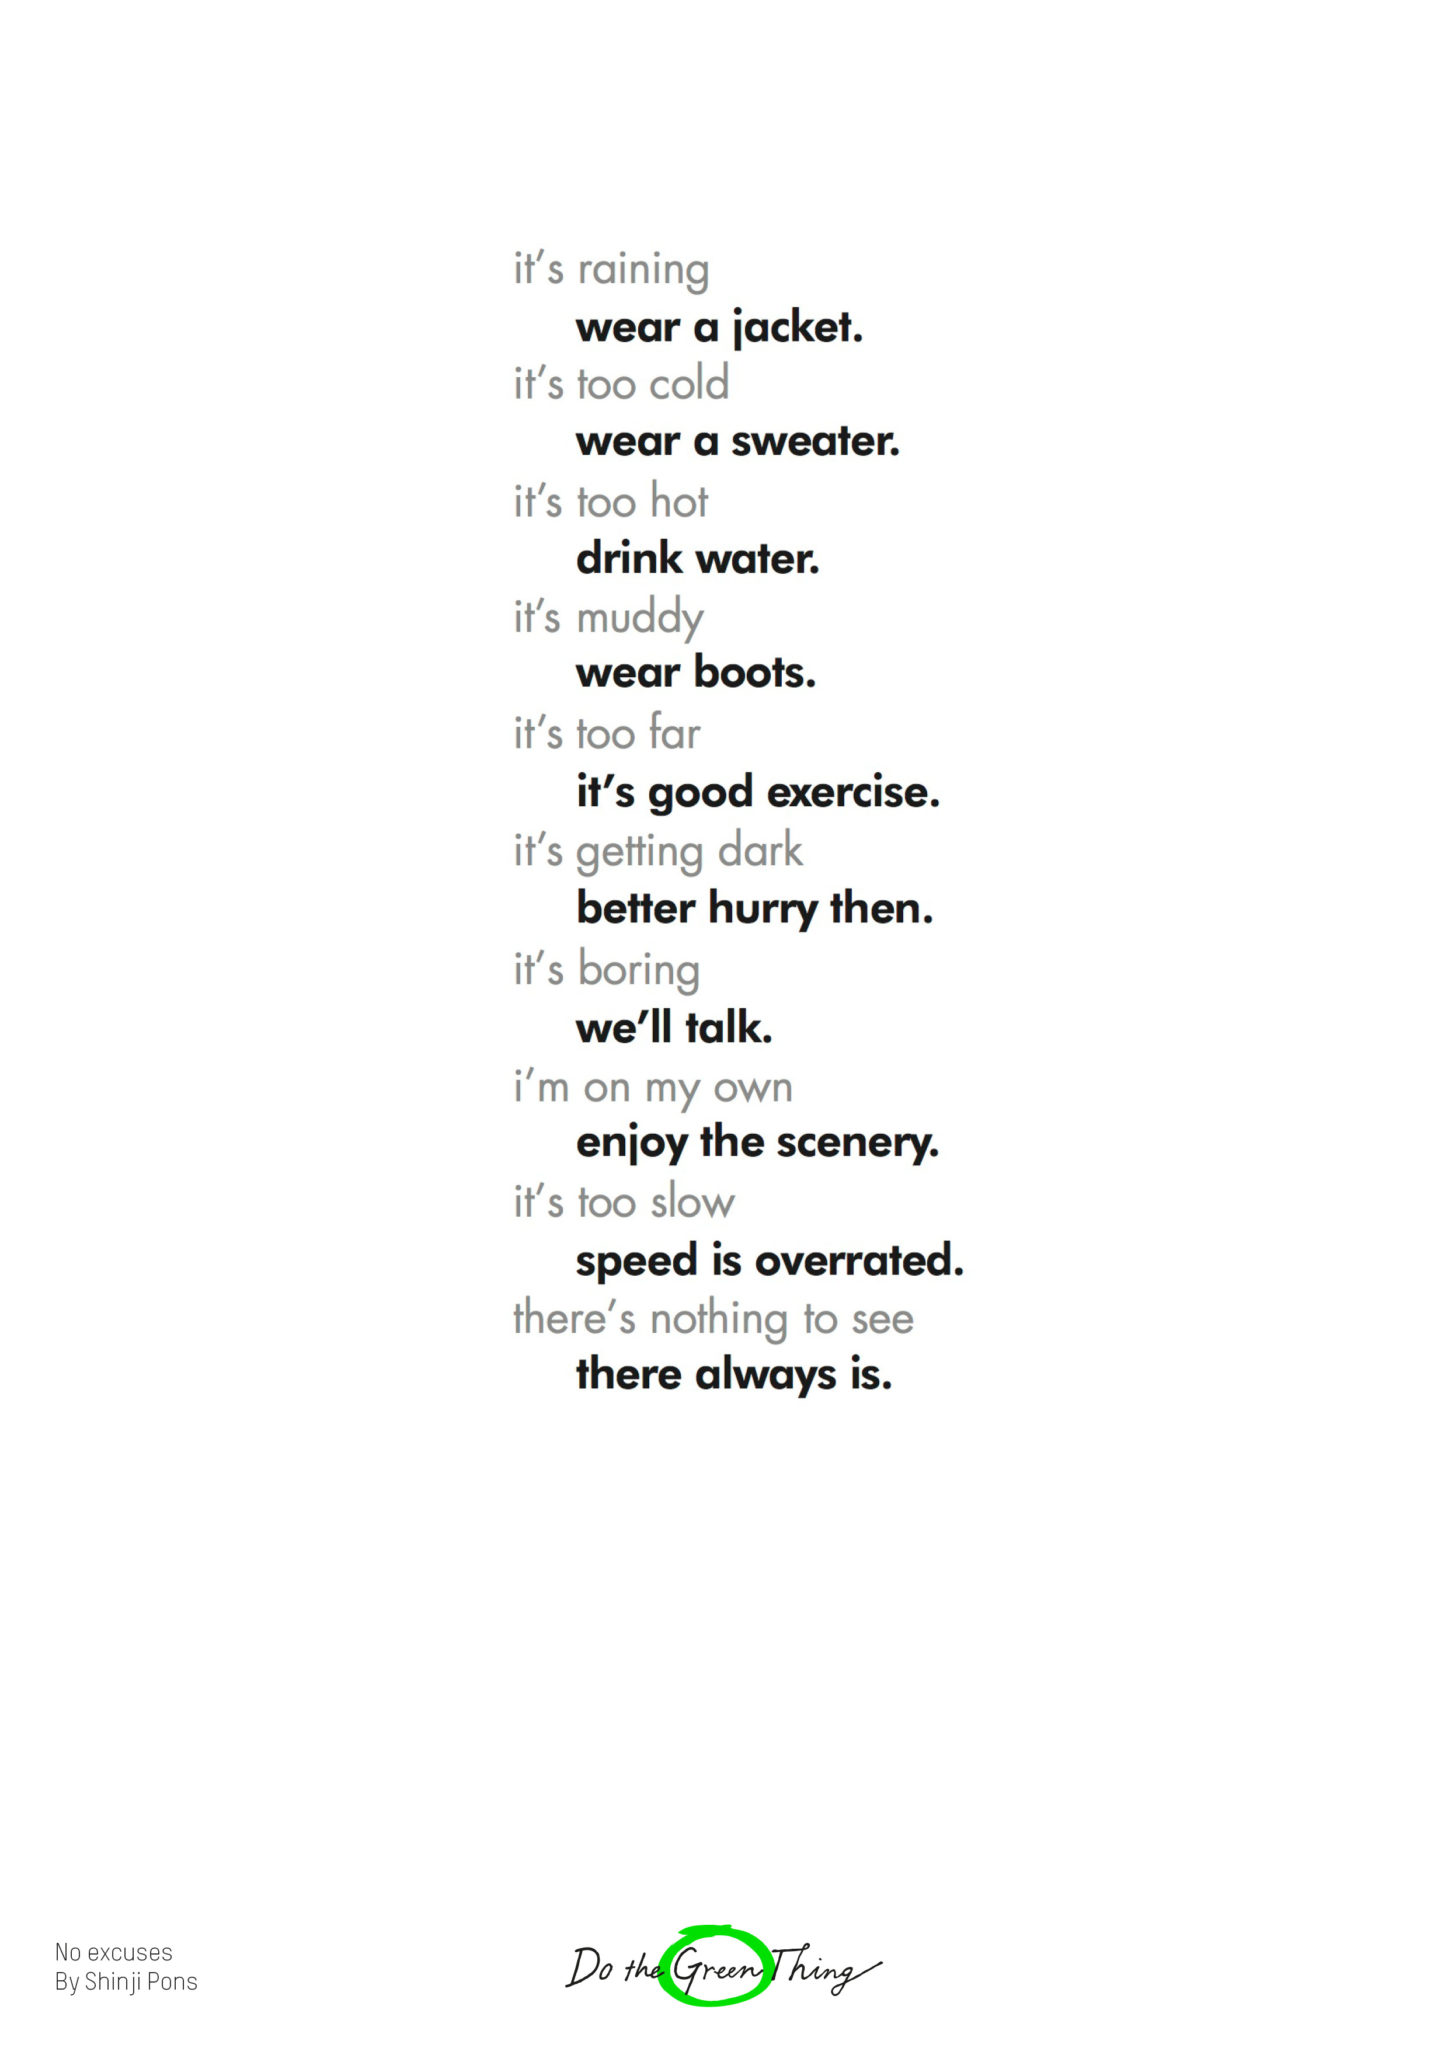 it’s raining
wear a jacket.
it’s too cold
wear a sweater.
it’s too hot
drink water.
it’s muddy
wear boots.
it’s too far
it’s good exercise.
it’s getting dark
better hurry then.
it’s boring
we’ll talk.
i’m on my own
enjoy the scenery.
it’s too slow
speed is overrated.
there’s nothing to see
there always is.
No excuses
By Shinji Pons
Do the Green Thing